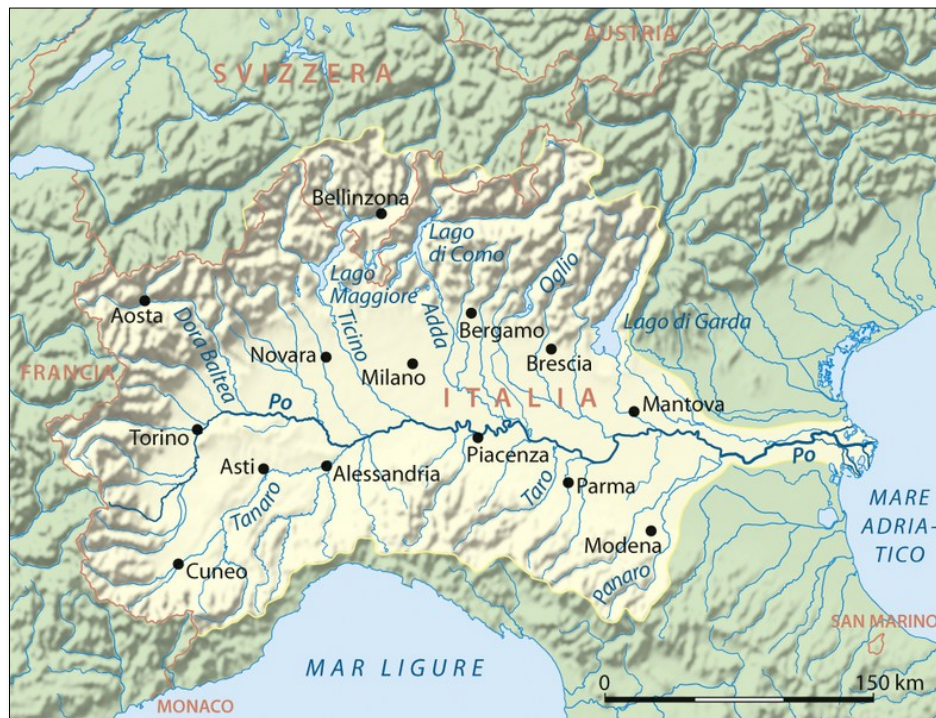 AUSTRIA
SVIZZERA
Bellinzona
Lago
di Como
Lago
Maggiore
Oglio
Aosta
Dora Baltea
Ticino
Adda
Bergamo
Lago di Garda
Novara
Milano
Brescia
FRANCIA
ITALIA
Po
Mantova
Torino
Piacenza
Po
Asti
Alessandria
Tanaro
Taro
Parma
MARE
ADRIA-
TICO
Modena
Cuneo
Panaro
SAN MARINO
MAR LIGURE
0
150 km
MONACO